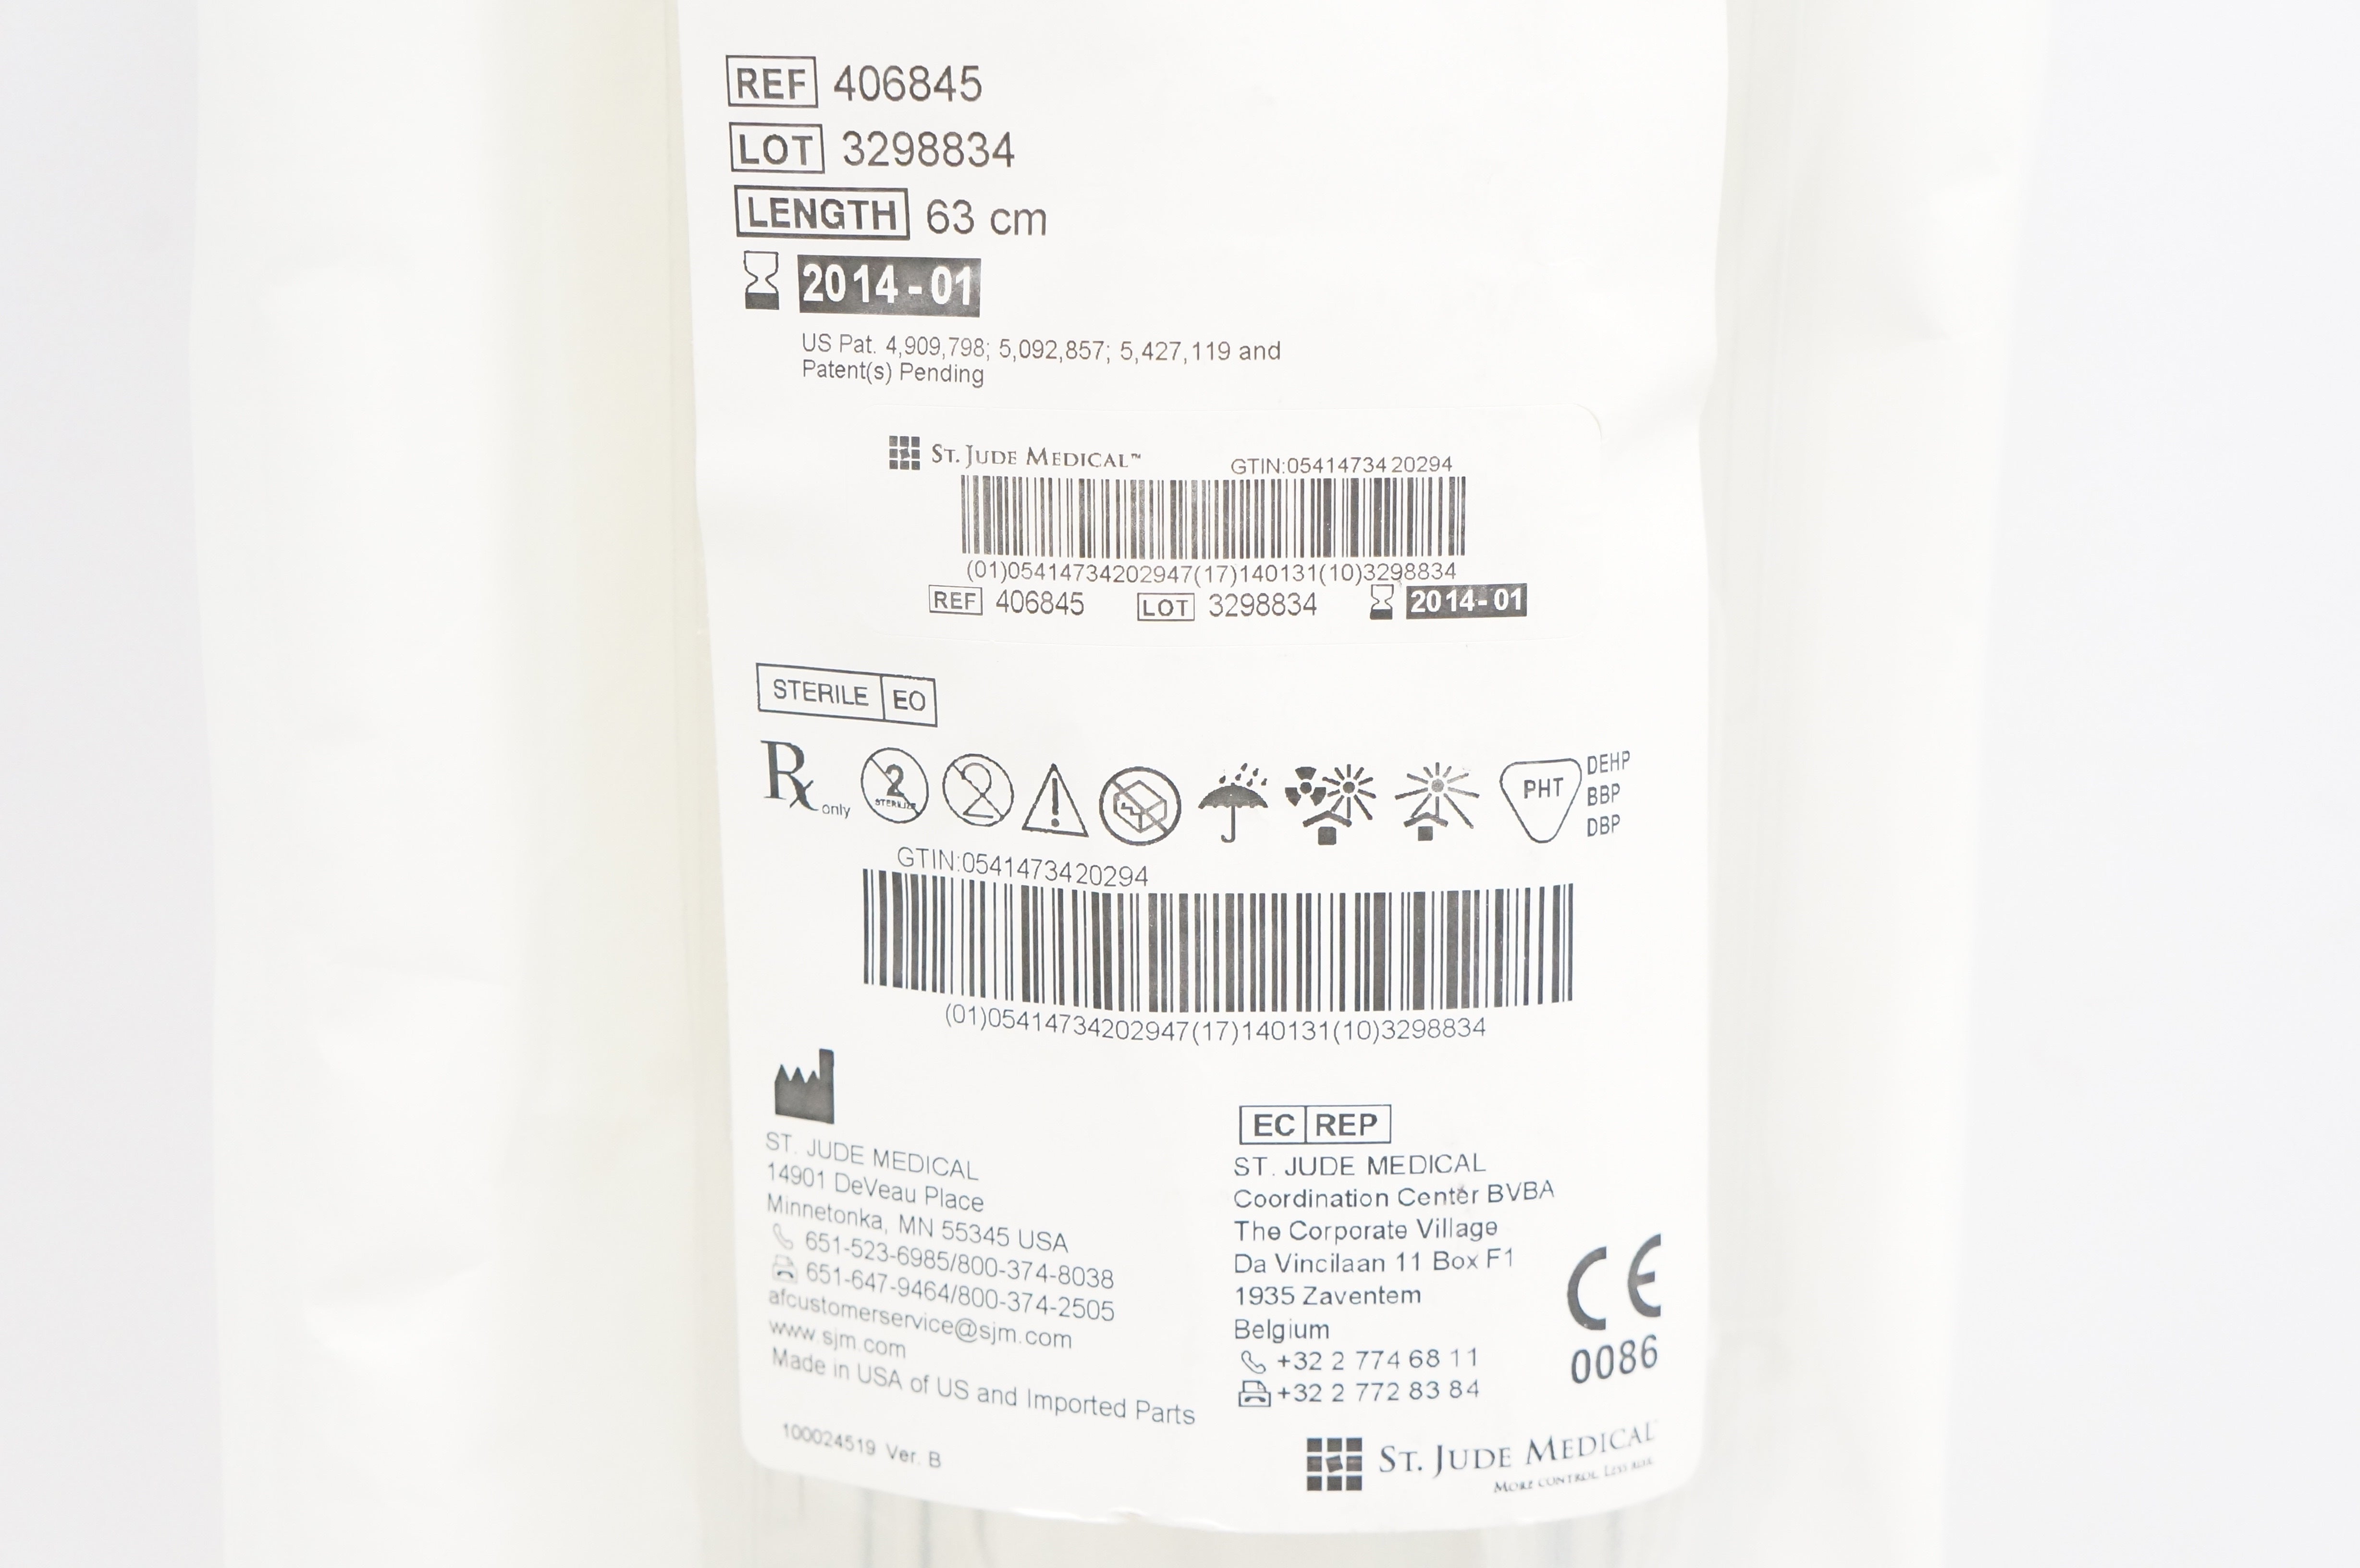 REF 406845
LOT 3298834
LENGTH 63 cm
2014-01
US Pat. 4,909,798; 5,092,857; 5,427,119 and
Patent(s) Pending
ST. JUDE MEDICAL™ GTIN:05414734 20294
(01)05414734202947(17)140131(10)3298834
REF 406845 LOT 3298834 2014-01
STERILE EO
Rx only 2 STERILIZE 2 ! PHT DEHP
BBP
DBP
GTIN:0541473420294
(01)05414734202947(17)140131(10)3298834
ST. JUDE MEDICAL
14901 DeVeau Place
Minnetonka, MN 55345 USA
651-523-6985/800-374-8038
651-647-9464/800-374-2505
afcustomerservice@sjm.com
www.sjm.com
Made in USA of US and Imported Parts
100024519 Ver. B
EC REP
ST. JUDE MEDICAL
Coordination Center BVBA
The Corporate Village
Da Vincilaan 11 Box F1
1935 Zaventem
Belgium
+32 2 774 68 11
+32 2 772 83 84
CE
0086
ST. JUDE MEDICAL
MORE CONTROL. LESS RISK.